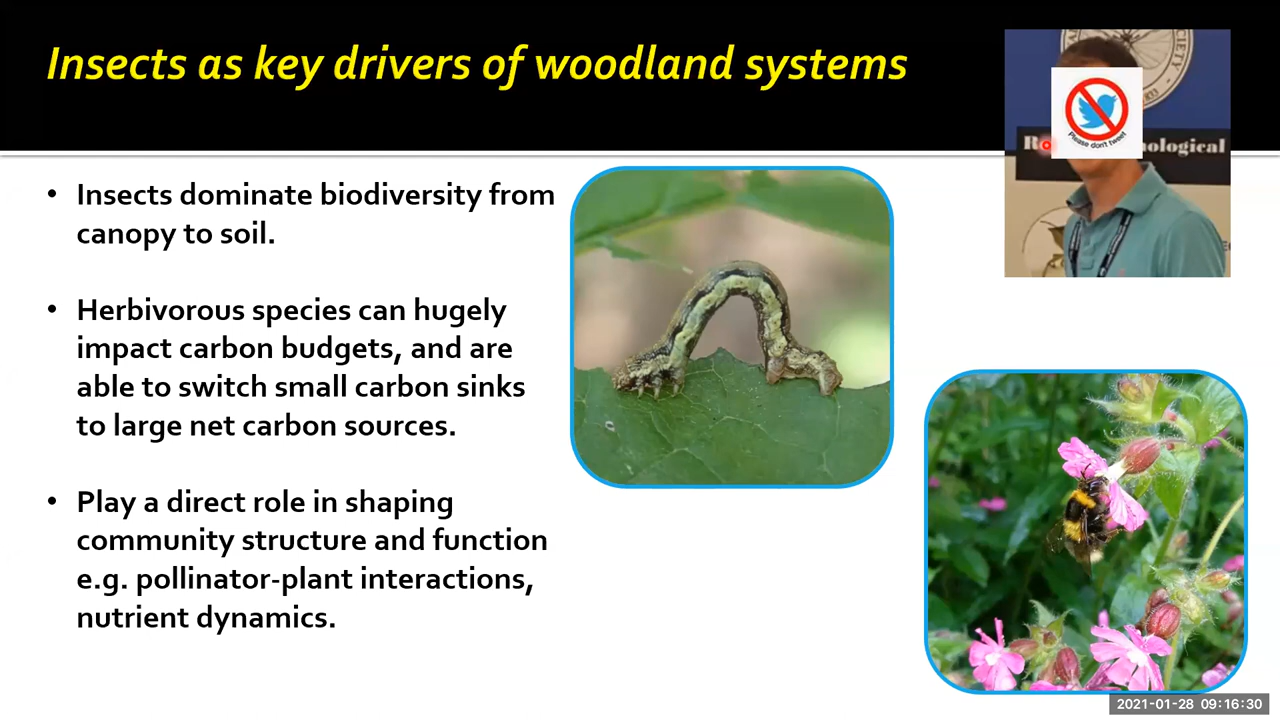 Insects as key drivers of woodland systems
• Insects dominate biodiversity from
canopy to soil.
• Herbivorous species can hugely
impact carbon budgets, and are
able to switch small carbon sinks
to large net carbon sources.
• Play a direct role in shaping
community structure and function
e.g. pollinator-plant interactions,
nutrient dynamics.
Please don't tweet
2021-01-28 09:16:30